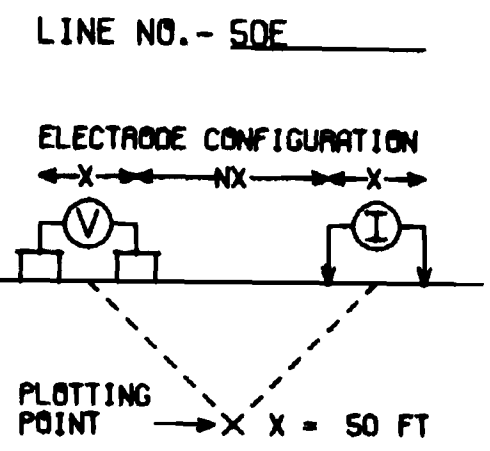 LINE NO.- 50E
ELECTRODE CONFIGURATION
X NX X
V I
PLOTTING
POINT X X = 50 FT